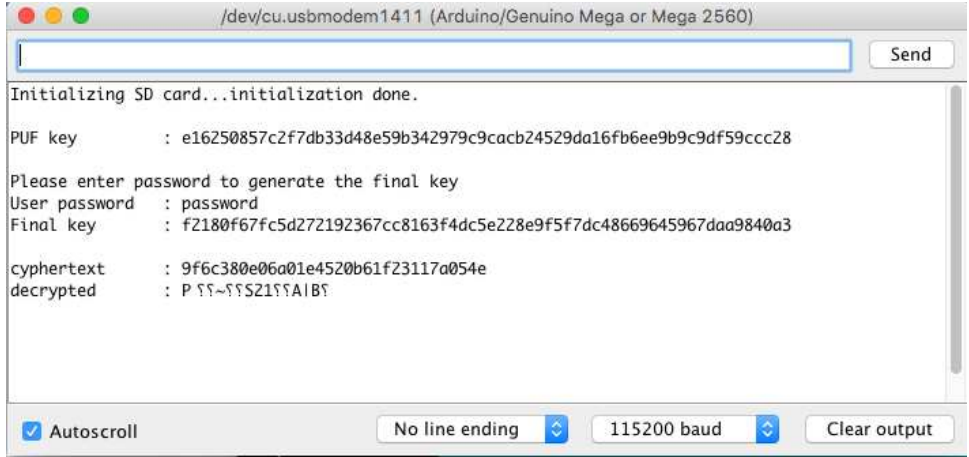 /dev/cu.usbmodem1411 (Arduino/Genuino Mega or Mega 2560)
Send
Initializing SD card...initialization done.
PUF key : e16250857c2f7db33d48e59b342979c9cacb24529da16fb6ee9b9c9df59ccc28
Please enter password to generate the final key
User password : password
Final key : f2180f67fc5d272192367cc8163f4dc5e228e9f5f7dc48669645967daa9840a3
cyphertext : 9f6c380e06a01e4520b61f23117a054e
decrypted : P ⸮⸮~⸮⸮S21⸮⸮A|B⸮
Autoscroll
No line ending
115200 baud
Clear output